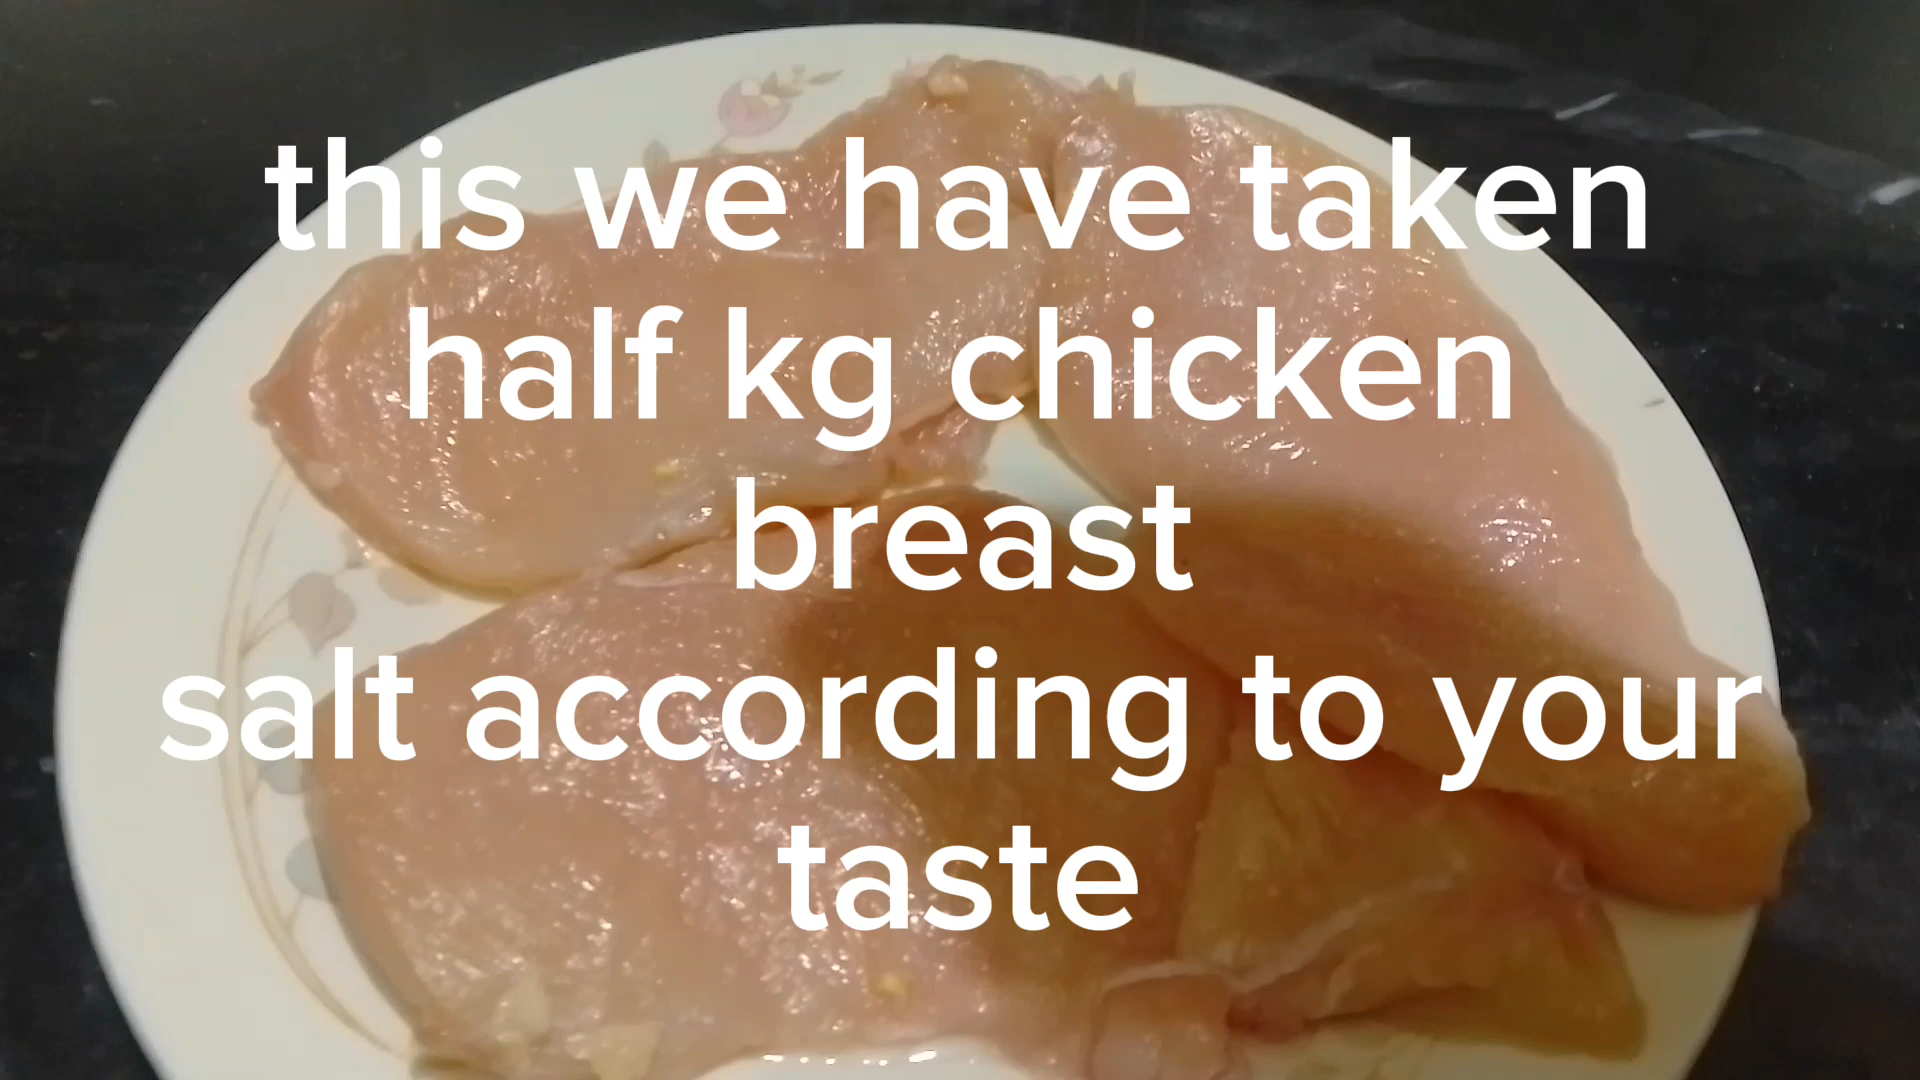 this we have taken
half kg chicken
breast
salt according to your
taste